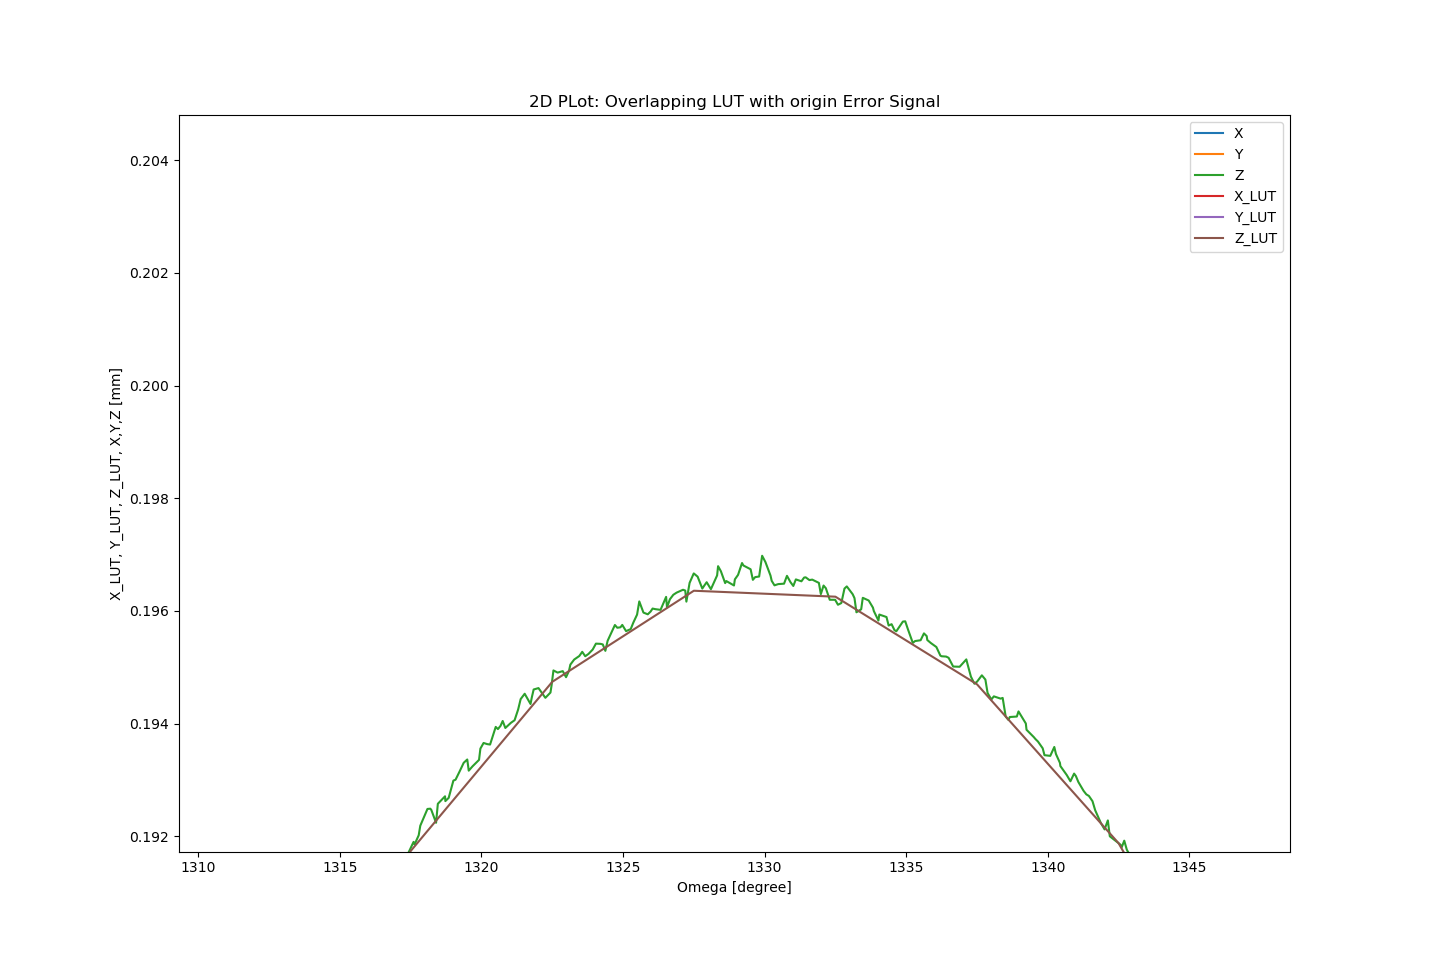 2D PLot: Overlapping LUT with origin Error Signal
X
Y
Z
X_LUT
Y_LUT
Z_LUT
X_LUT, Y_LUT, Z_LUT, X,Y,Z [mm]
0.204
0.202
0.200
0.198
0.196
0.194
0.192
1310 1315 1320 1325 1330 1335 1340 1345
Omega [degree]